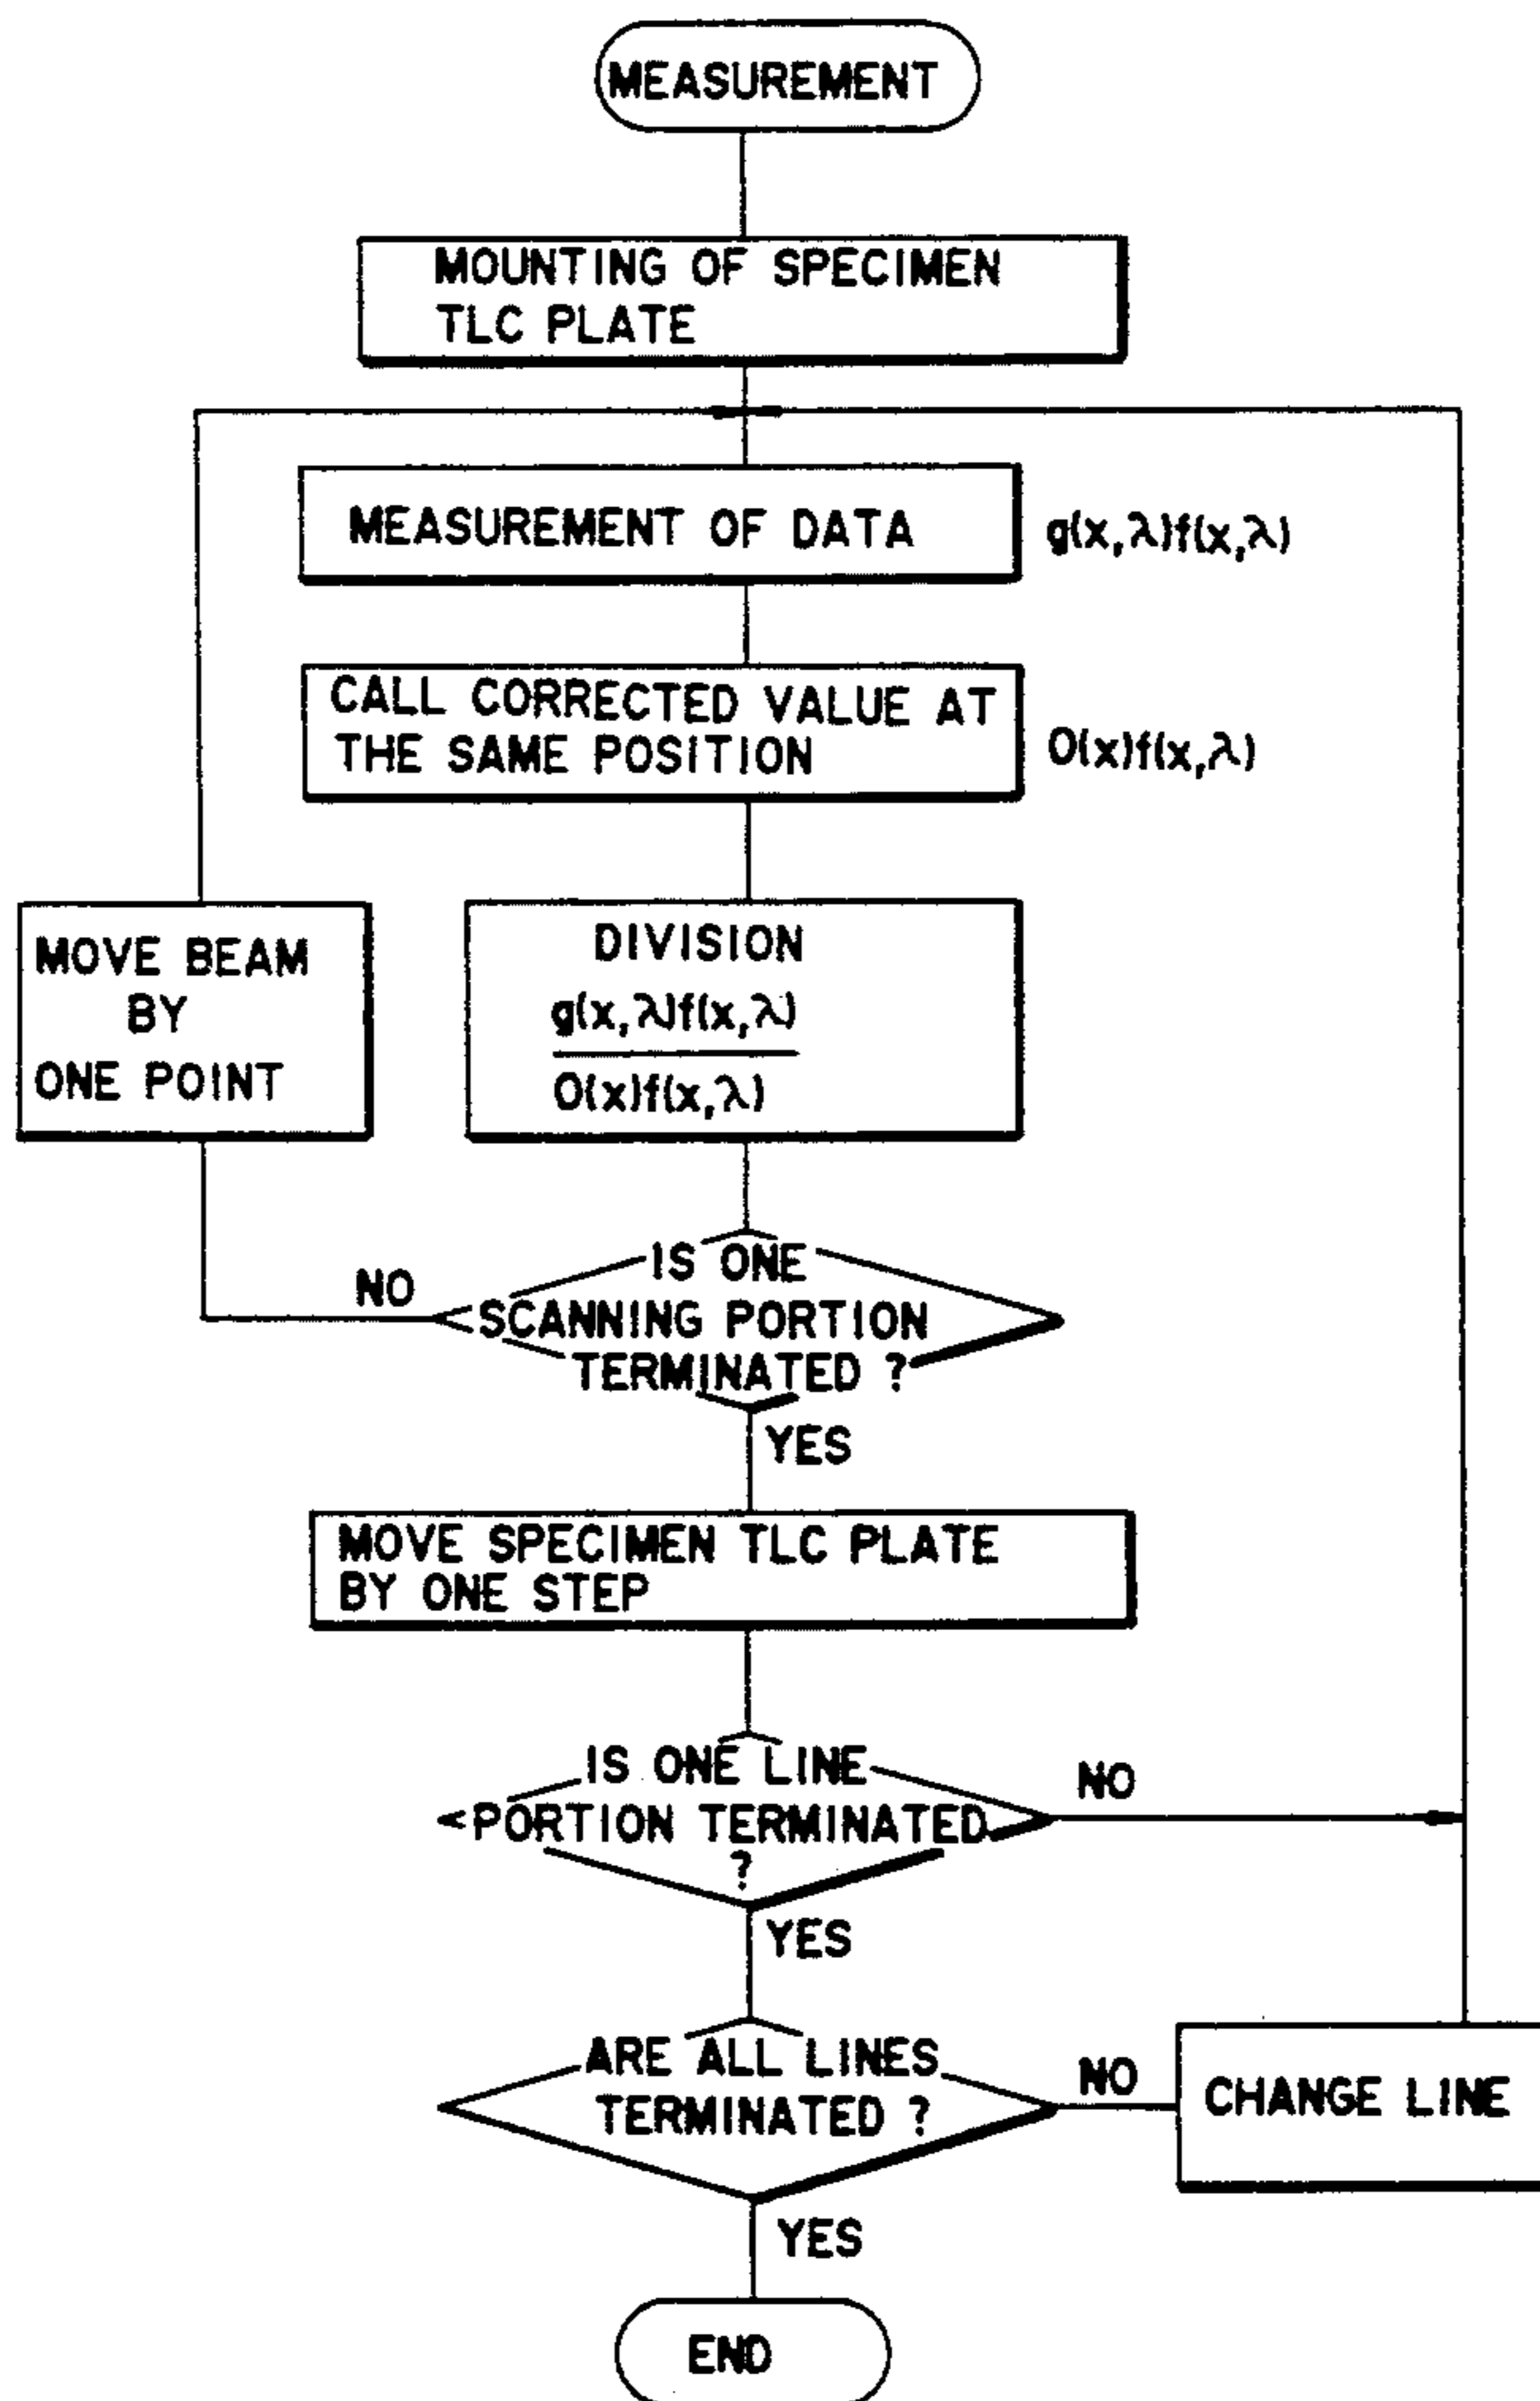 MEASUREMENT
MOUNTING OF SPECIMEN
TLC PLATE
MEASUREMENT OF DATA
g(x,λ)f(x,λ)
CALL CORRECTED VALUE AT
THE SAME POSITION
O(x)f(x,λ)
MOVE BEAM
BY
ONE POINT
DIVISION
g(x,λ)f(x,λ)
O(x)f(x,λ)
IS ONE
SCANNING PORTION
TERMINATED ?
NO
YES
MOVE SPECIMEN TLC PLATE
BY ONE STEP
IS ONE LINE
PORTION TERMINATED
?
NO
YES
ARE ALL LINES
TERMINATED ?
NO
CHANGE LINE
YES
END